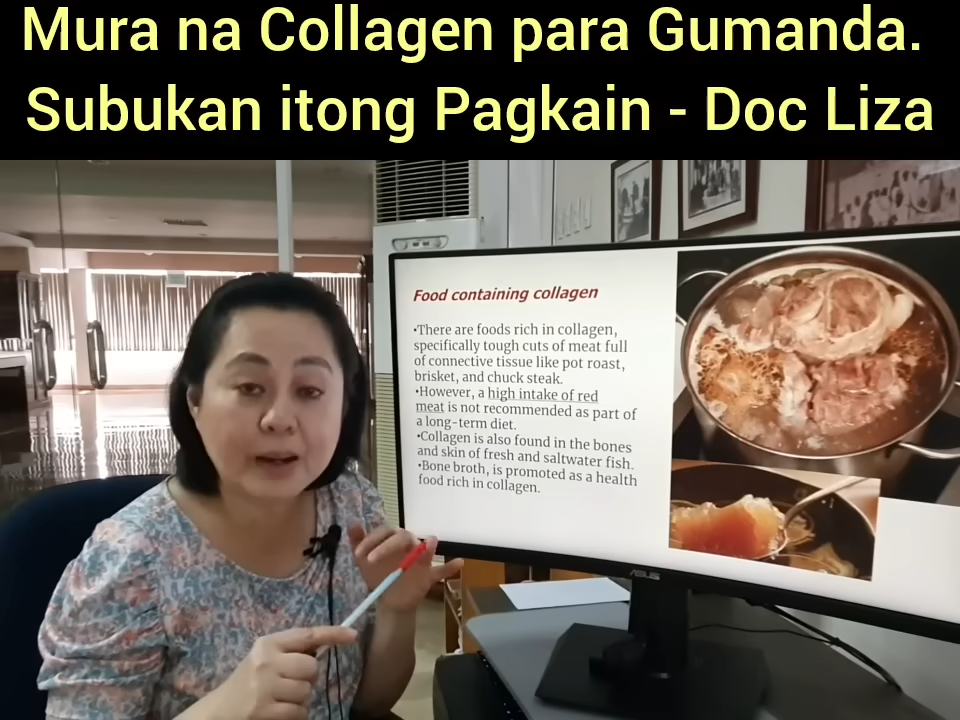 Mura na Collagen para Gumanda.
Subukan itong Pagkain - Doc Liza
Food containing collagen
•There are foods rich in collagen,
specifically tough cuts of meat full
of connective tissue like pot roast,
brisket, and chuck steak.
•However, a high intake of red
meat is not recommended as part of
a long-term diet.
•Collagen is also found in the bones
and skin of fresh and saltwater fish.
•Bone broth, is promoted as a health
food rich in collagen.
ASUS